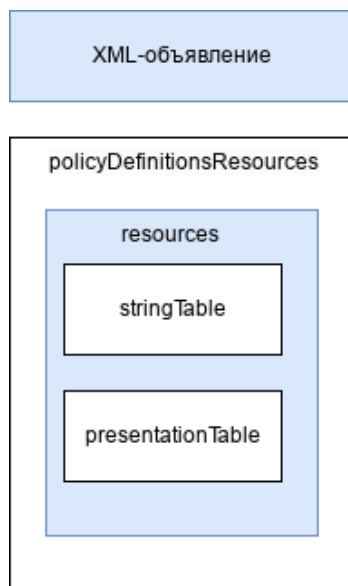 XML-объявление
policyDefinitionsResources
resources
stringTable
presentationTable